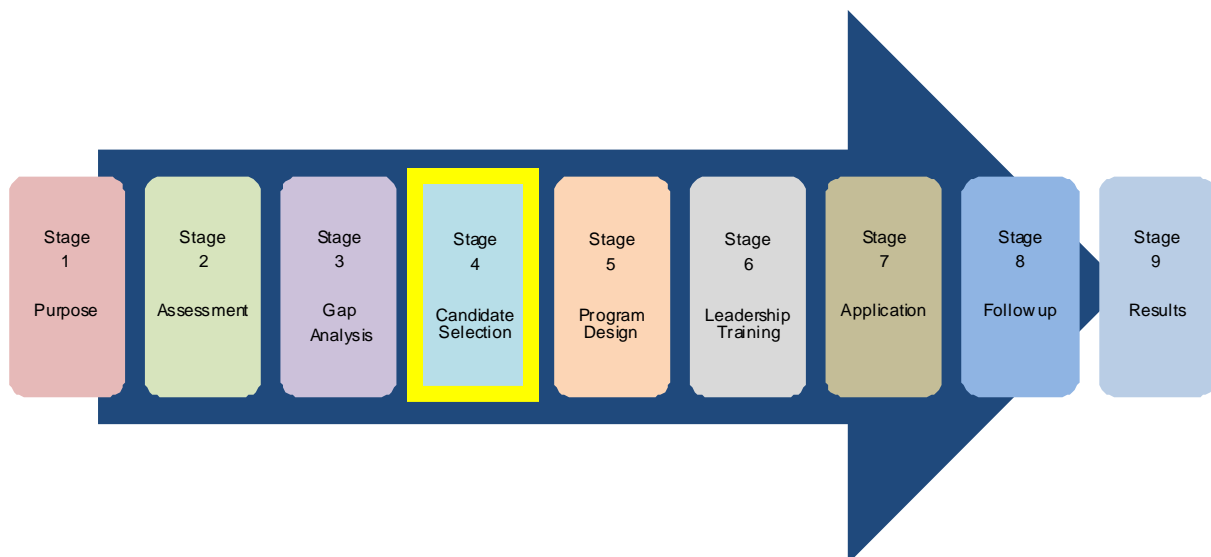 Stage
1
Purpose
Stage
2
Assessment
Stage
3
Gap
Analysis
Stage
4
Candidate
Selection
Stage
5
Program
Design
Stage
6
Leadership
Training
Stage
7
Application
Stage
8
Follow up
Stage
9
Results